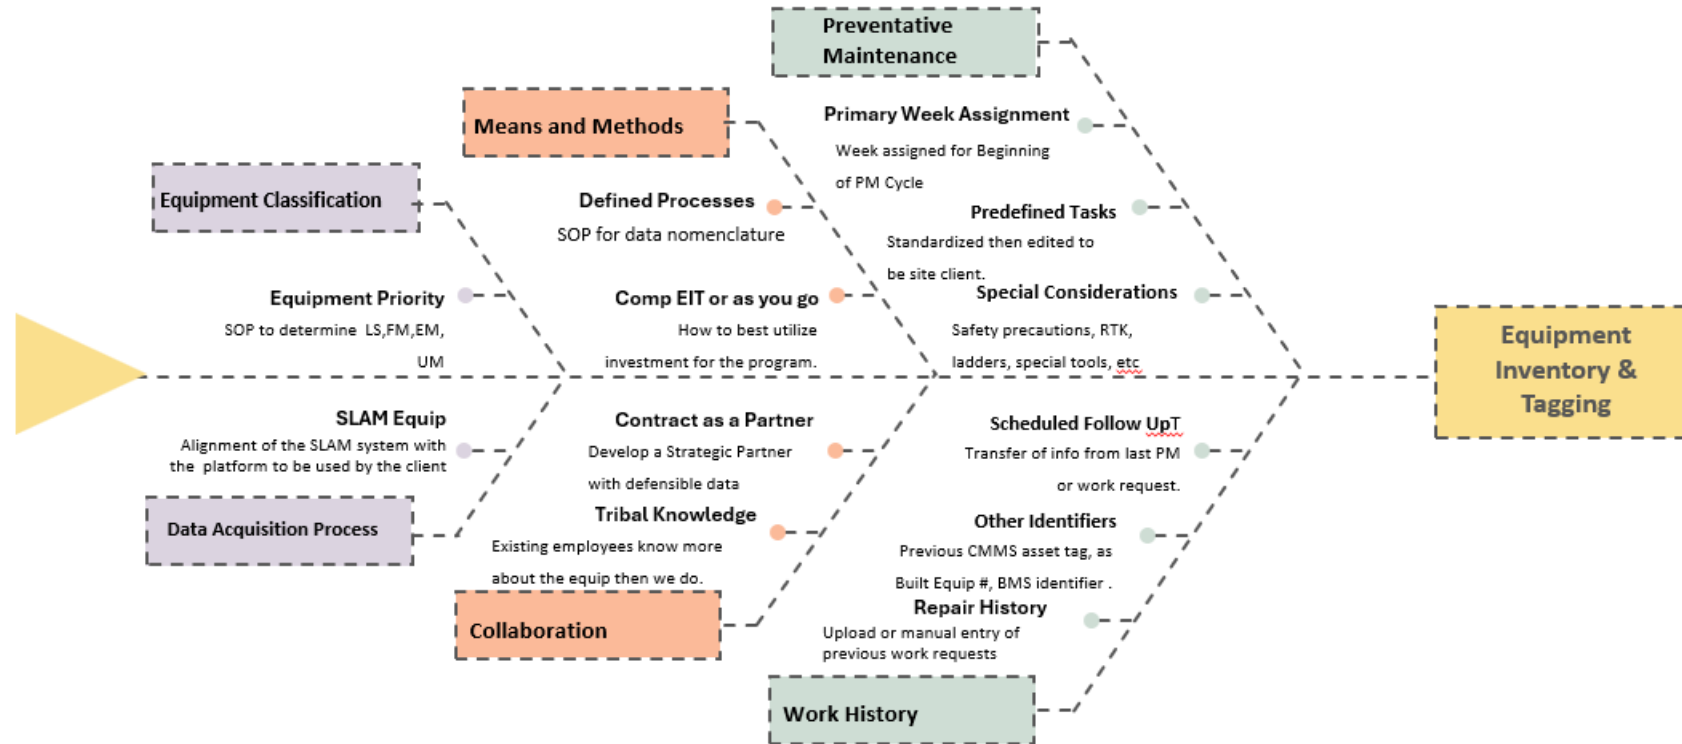 Preventative
Maintenance
Primary Week Assignment
Week assigned for Beginning
of PM Cycle
Predefined Tasks
Standardized then edited to
be site client.
Special Considerations
Safety precautions, RTK,
ladders, special tools, etc
Means and Methods
Defined Processes
SOP for data nomenclature
Comp EIT or as you go
How to best utilize
investment for the program.
Equipment Classification
Equipment Priority
SOP to determine LS,FM,EM,
UM
Equipment
Inventory &
Tagging
SLAM Equip
Alignment of the SLAM system with
the platform to be used by the client
Data Acquisition Process
Contract as a Partner
Develop a Strategic Partner
with defensible data
Tribal Knowledge
Existing employees know more
about the equip then we do.
Collaboration
Scheduled Follow UpT
Transfer of info from last PM
or work request.
Other Identifiers
Previous CMMS asset tag, as
Built Equip #, BMS identifier .
Repair History
Upload or manual entry of
previous work requests
Work History